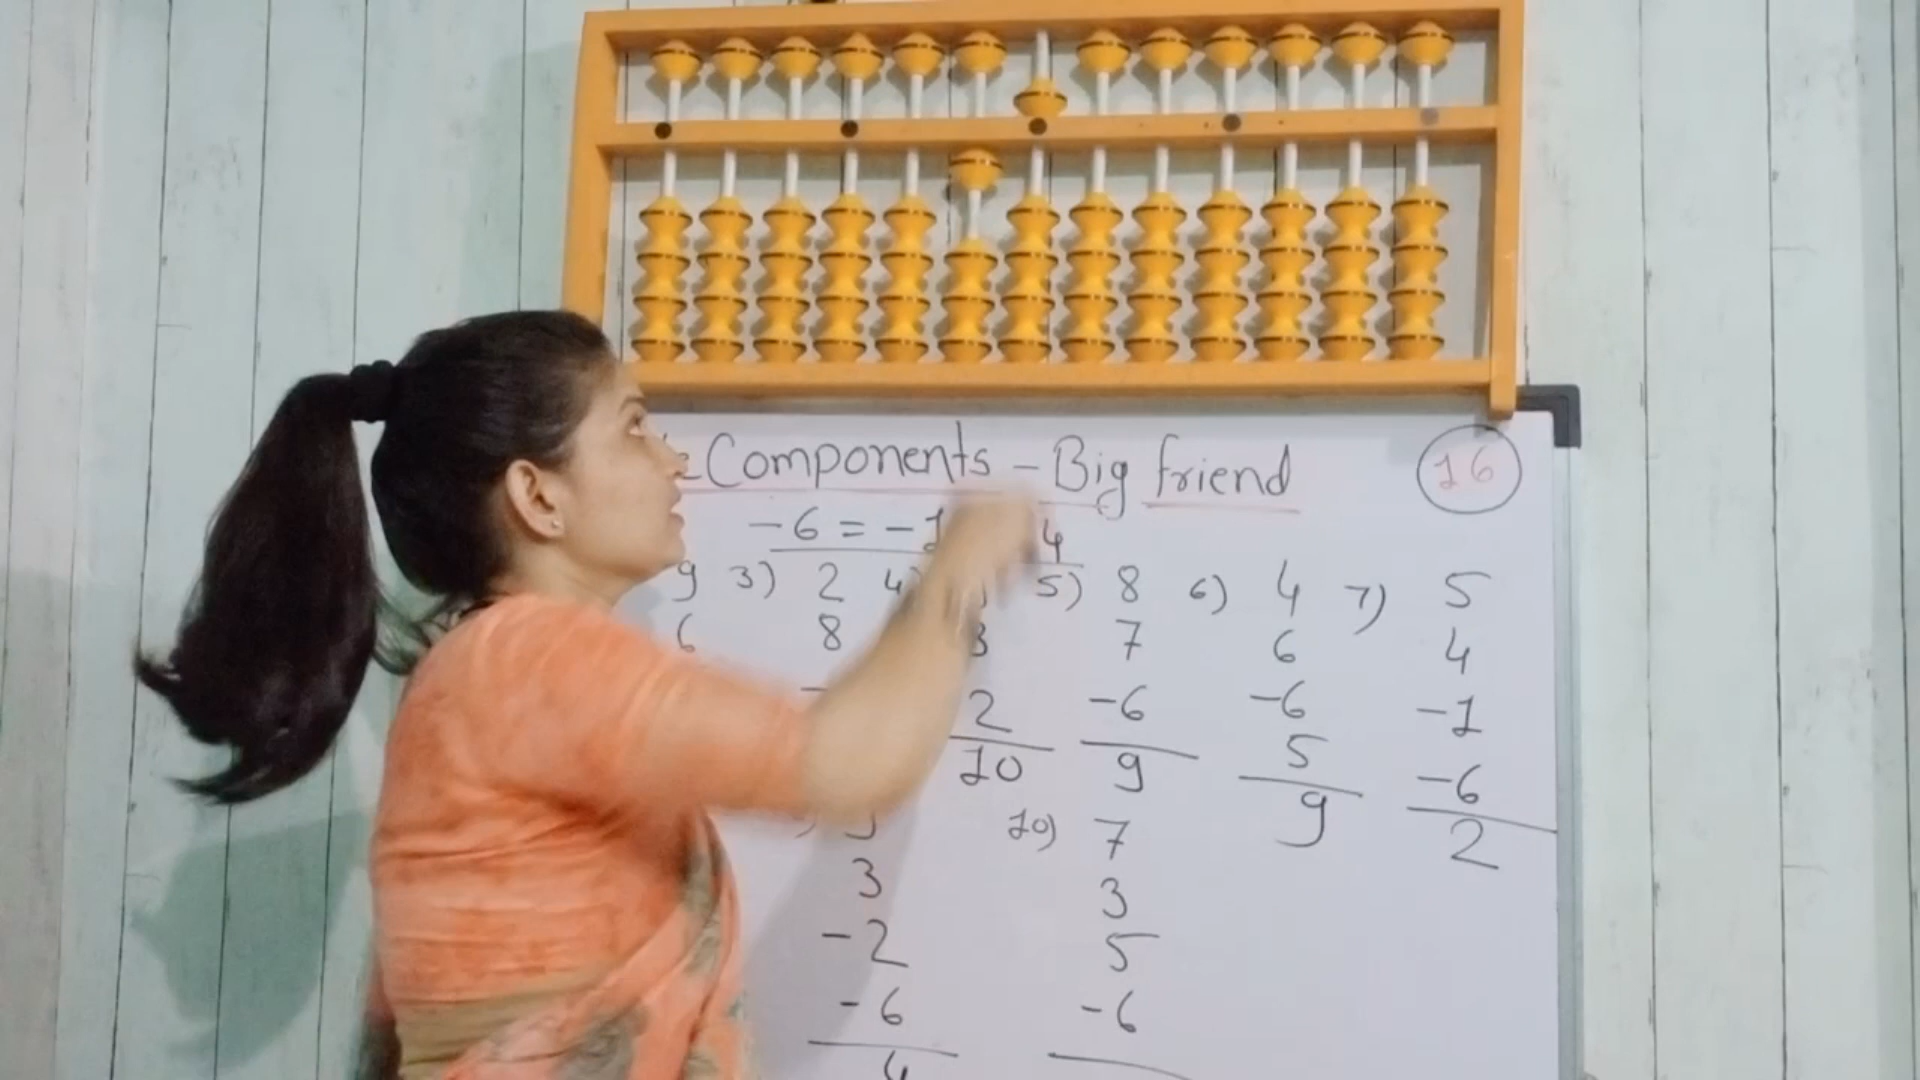 Components - Big friend 16
-6 = -1 4
9 3) 2 4) 5) 8 6) 4 7) 5
6 8 3 7 6 4
2 -6 -6 -1
10 9 5 -6
9 2
10) 7
3 3
-2 5
-6 -6
4